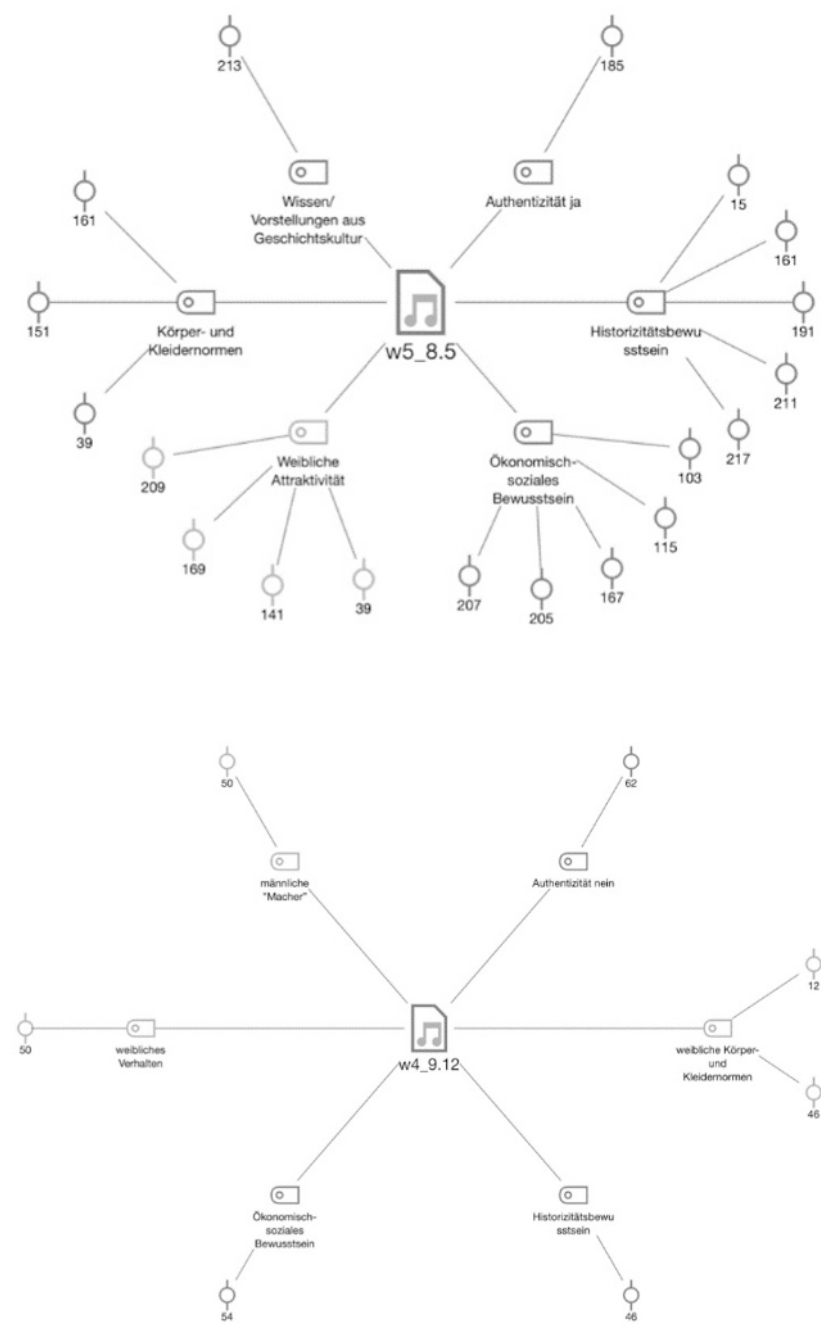 213
185
Wissen/
Vorstellungen aus
Geschichtskultur
Authentizität ja
161
15
161
151
Körper- und
Kleidernormen
w5_8.5
Historizitätsbewu
sstsein
191
39
211
217
209
Weibliche
Attraktivität
Ökonomisch-
soziales
Bewusstsein
103
169
141
39
207
205
167
115
50
62
männliche
"Macher"
Authentizität nein
12
50
weibliches
Verhalten
w4_9.12
weibliche Körper-
und
Kleidernormen
46
Ökonomisch-
soziales
Bewusstsein
Historizitätsbewu
sstsein
54
46